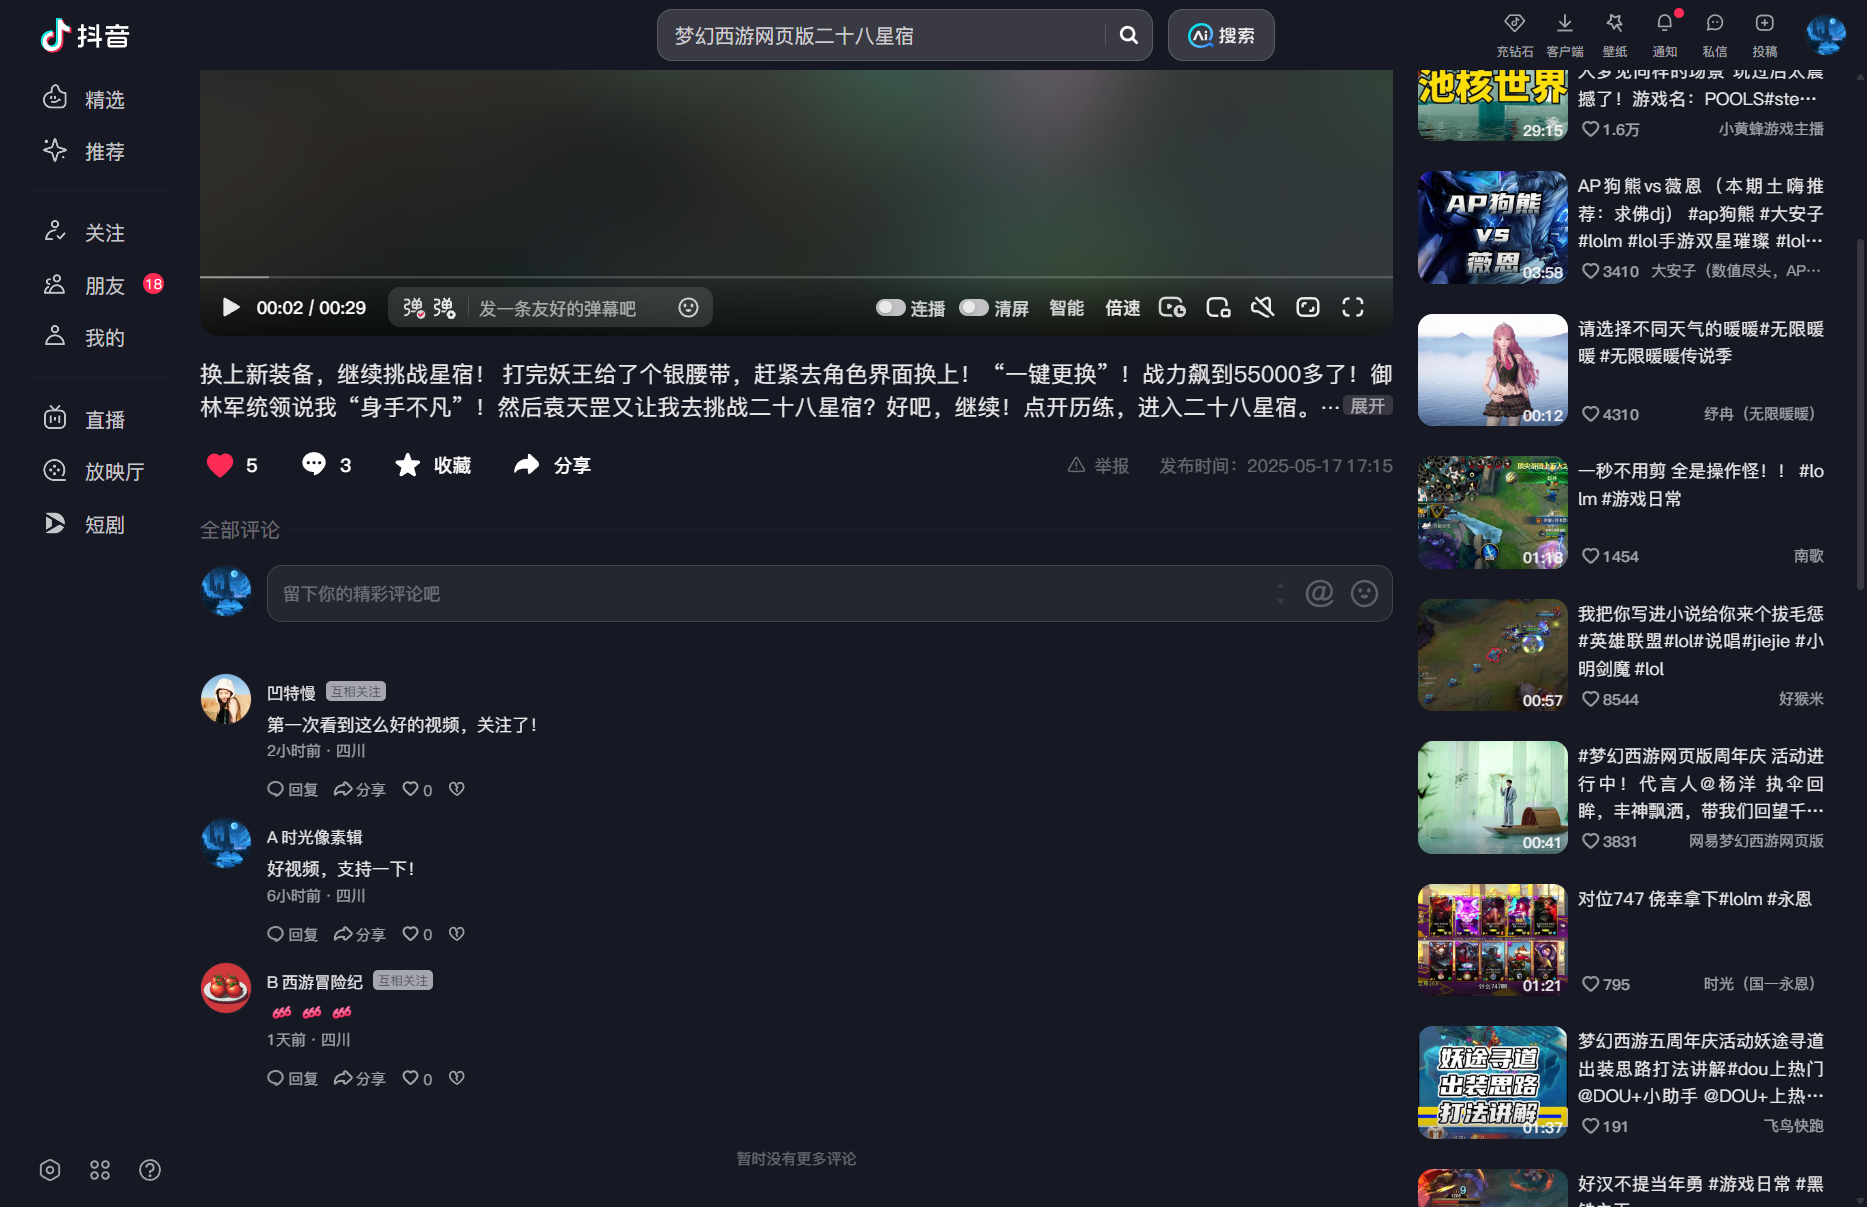 抖音
梦幻西游网页版二十八星宿
搜索
充钻石
客户端
壁纸
通知
私信
投稿
精选
推荐
关注
朋友
18
我的
直播
放映厅
短剧
00:02 / 00:29
弹
弹
发一条友好的弹幕吧
连播
清屏
智能
倍速
换上新装备，继续挑战星宿！ 打完妖王给了个银腰带，赶紧去角色界面换上！“一键更换”！战力飙到55000多了！御
林军统领说我“身手不凡”！然后袁天罡又让我去挑战二十八星宿？好吧，继续！点开历练，进入二十八星宿。… 展开
5
3
收藏
分享
举报
发布时间：2025-05-17 17:15
全部评论
留下你的精彩评论吧
@
凹特慢
互相关注
第一次看到这么好的视频，关注了！
2小时前 · 四川
回复
分享
0
A 时光像素辑
好视频，支持一下！
6小时前 · 四川
回复
分享
0
B 西游冒险纪
互相关注
666 666 666
1天前 · 四川
回复
分享
0
暂时没有更多评论
池核世界
29:15
人梦见同样的场景 玩过后太震
撼了！游戏名：POOLS#ste…
1.6万
小黄蜂游戏主播
AP狗熊
VS
薇恩
03:58
AP狗熊vs薇恩（本期土嗨推
荐：求佛dj） #ap狗熊 #大安子
#lolm #lol手游双星璀璨 #lol…
3410
大安子（数值尽头，AP…
00:12
请选择不同天气的暖暖#无限暖
暖 #无限暖暖传说季
4310
纾冉（无限暖暖）
01:18
一秒不用剪 全是操作怪！！ #lo
lm #游戏日常
1454
南歌
00:57
我把你写进小说给你来个拔毛惩
#英雄联盟#lol#说唱#jiejie #小
明剑魔 #lol
8544
好猴米
00:41
#梦幻西游网页版周年庆 活动进
行中！代言人@杨洋 执伞回
眸，丰神飘洒，带我们回望千…
3831
网易梦幻西游网页版
01:21
对位747 侥幸拿下#lolm #永恩
795
时光（国一永恩）
妖途寻道
出装思路
打法讲解
01:37
梦幻西游五周年庆活动妖途寻道
出装思路打法讲解#dou上热门
@DOU+小助手 @DOU+上热…
191
飞鸟快跑
好汉不提当年勇 #游戏日常 #黑